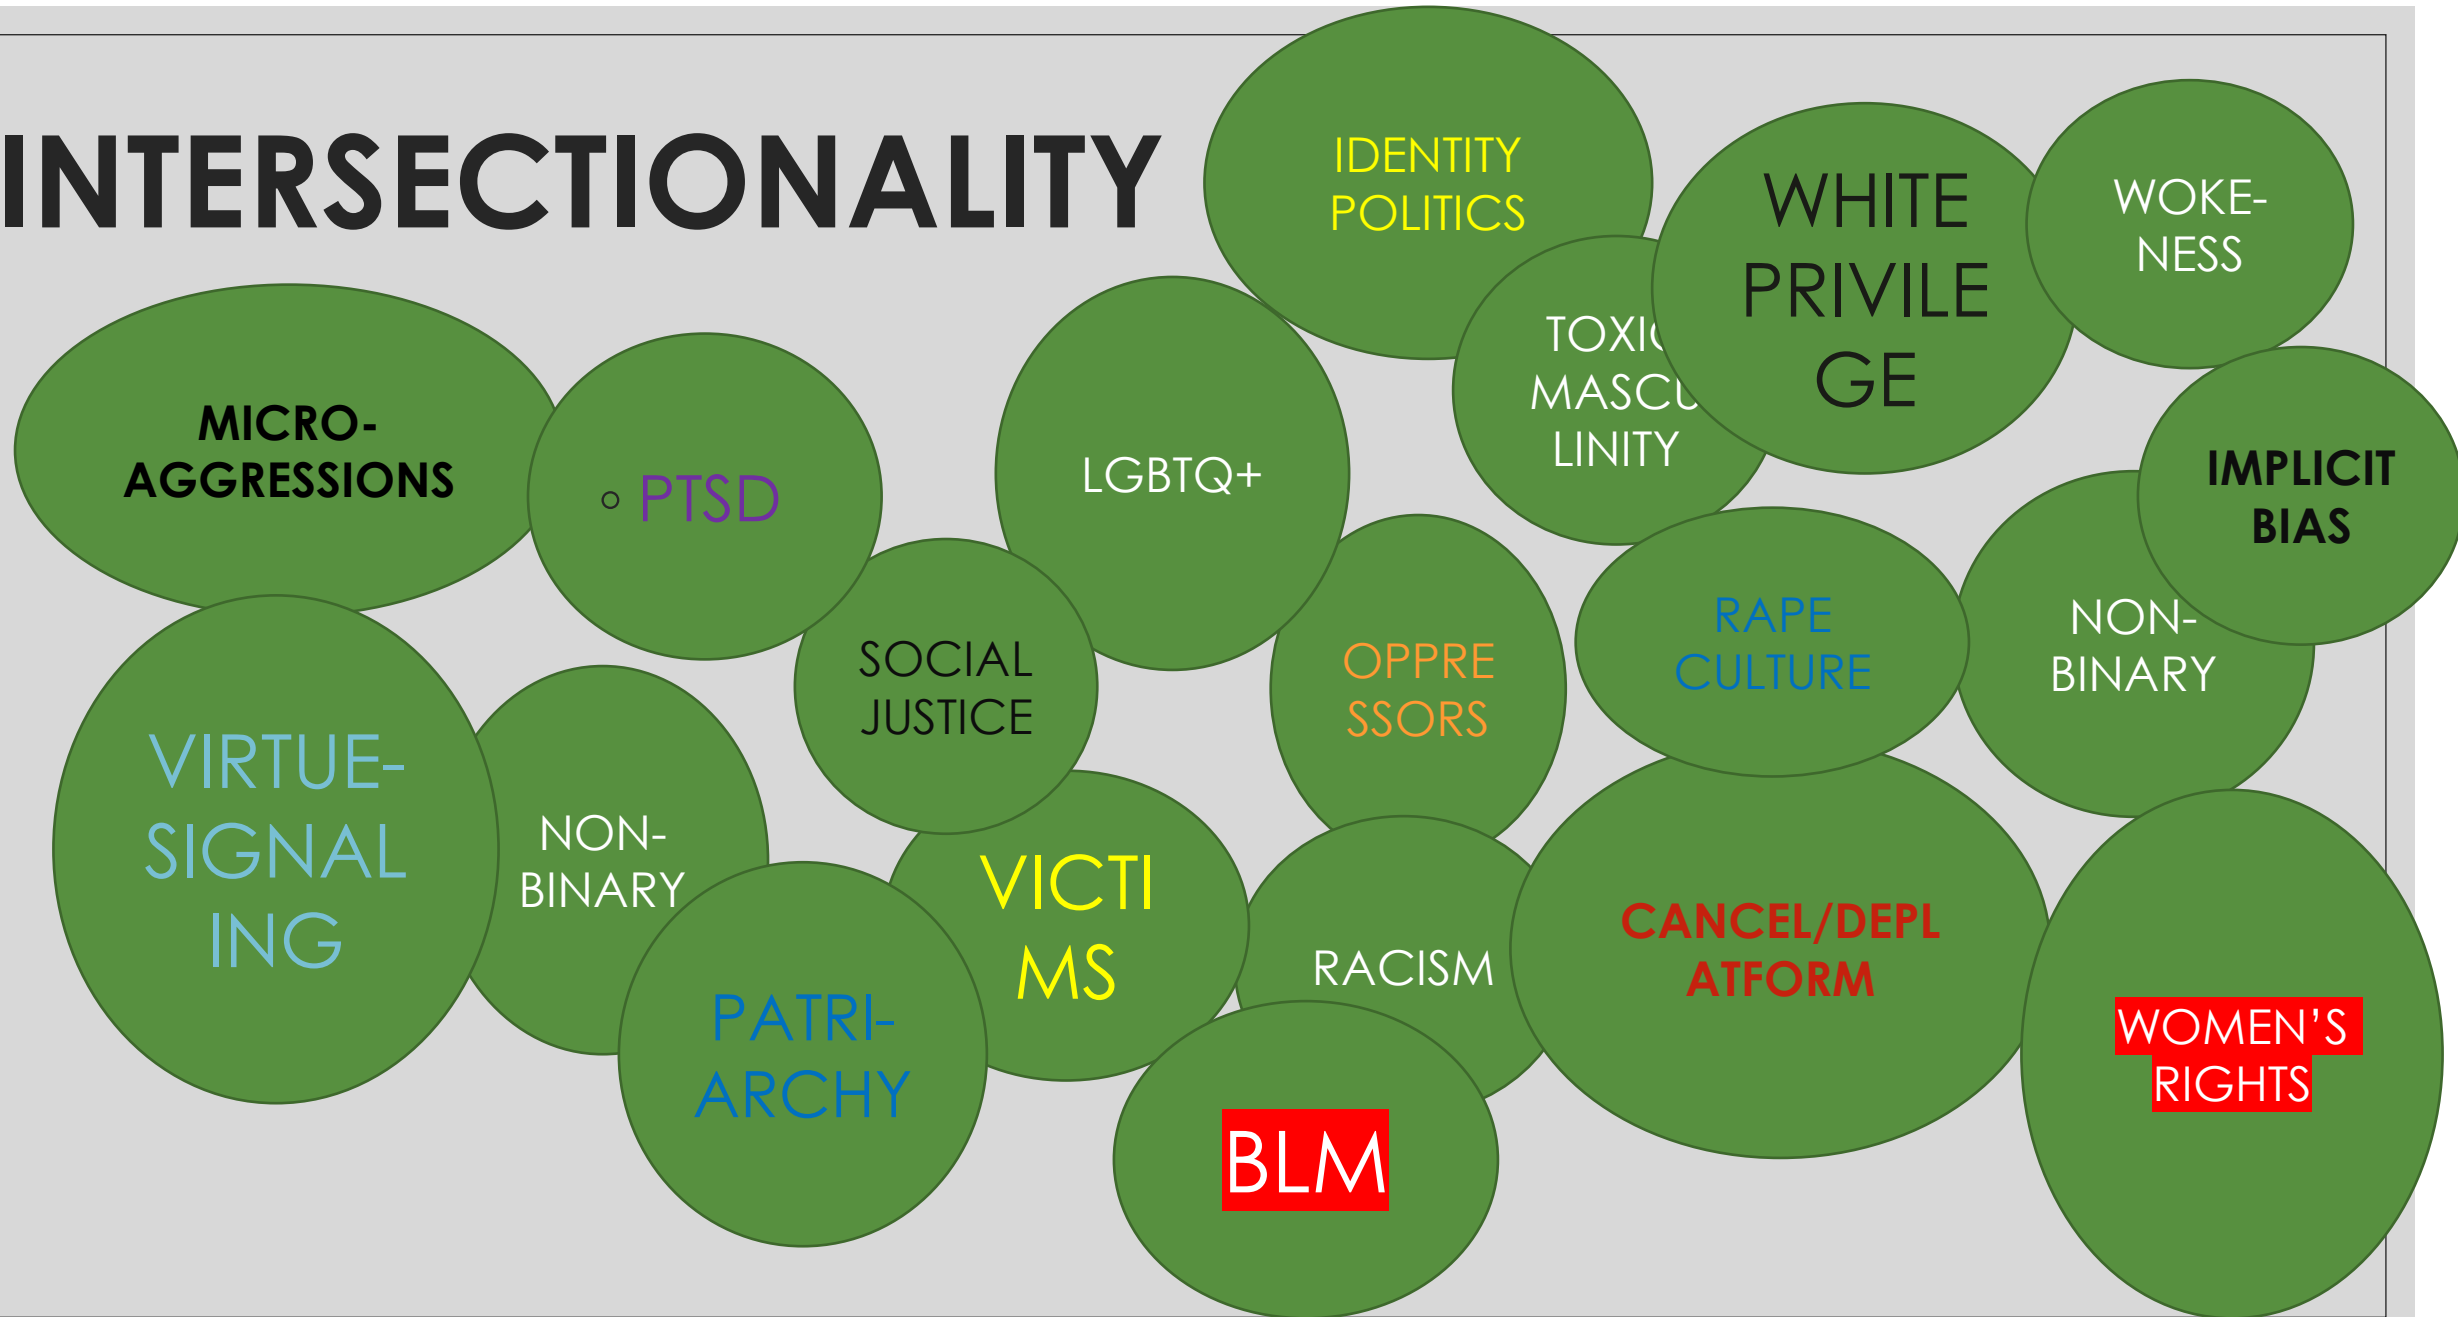 INTERSECTIONALITY
IDENTITY
POLITICS
WHITE
PRIVILE
GE
WOKE-
NESS
TOXIC
MASCU
LINITY
MICRO-
AGGRESSIONS
PTSD
LGBTQ+
IMPLICIT
BIAS
SOCIAL
JUSTICE
OPPRE
SSORS
RAPE
CULTURE
NON-
BINARY
VIRTUE-
SIGNAL
ING
NON-
BINARY
VICTI
MS
RACISM
CANCEL/DEPL
ATFORM
PATRI-
ARCHY
BLM
WOMEN’S
RIGHTS